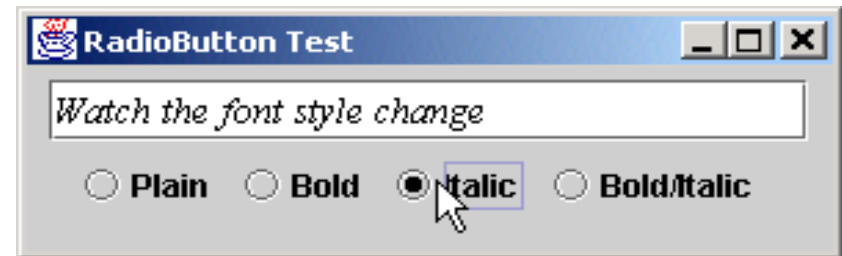 RadioButton Test
Watch the font style change
Plain Bold Italic Bold/Italic